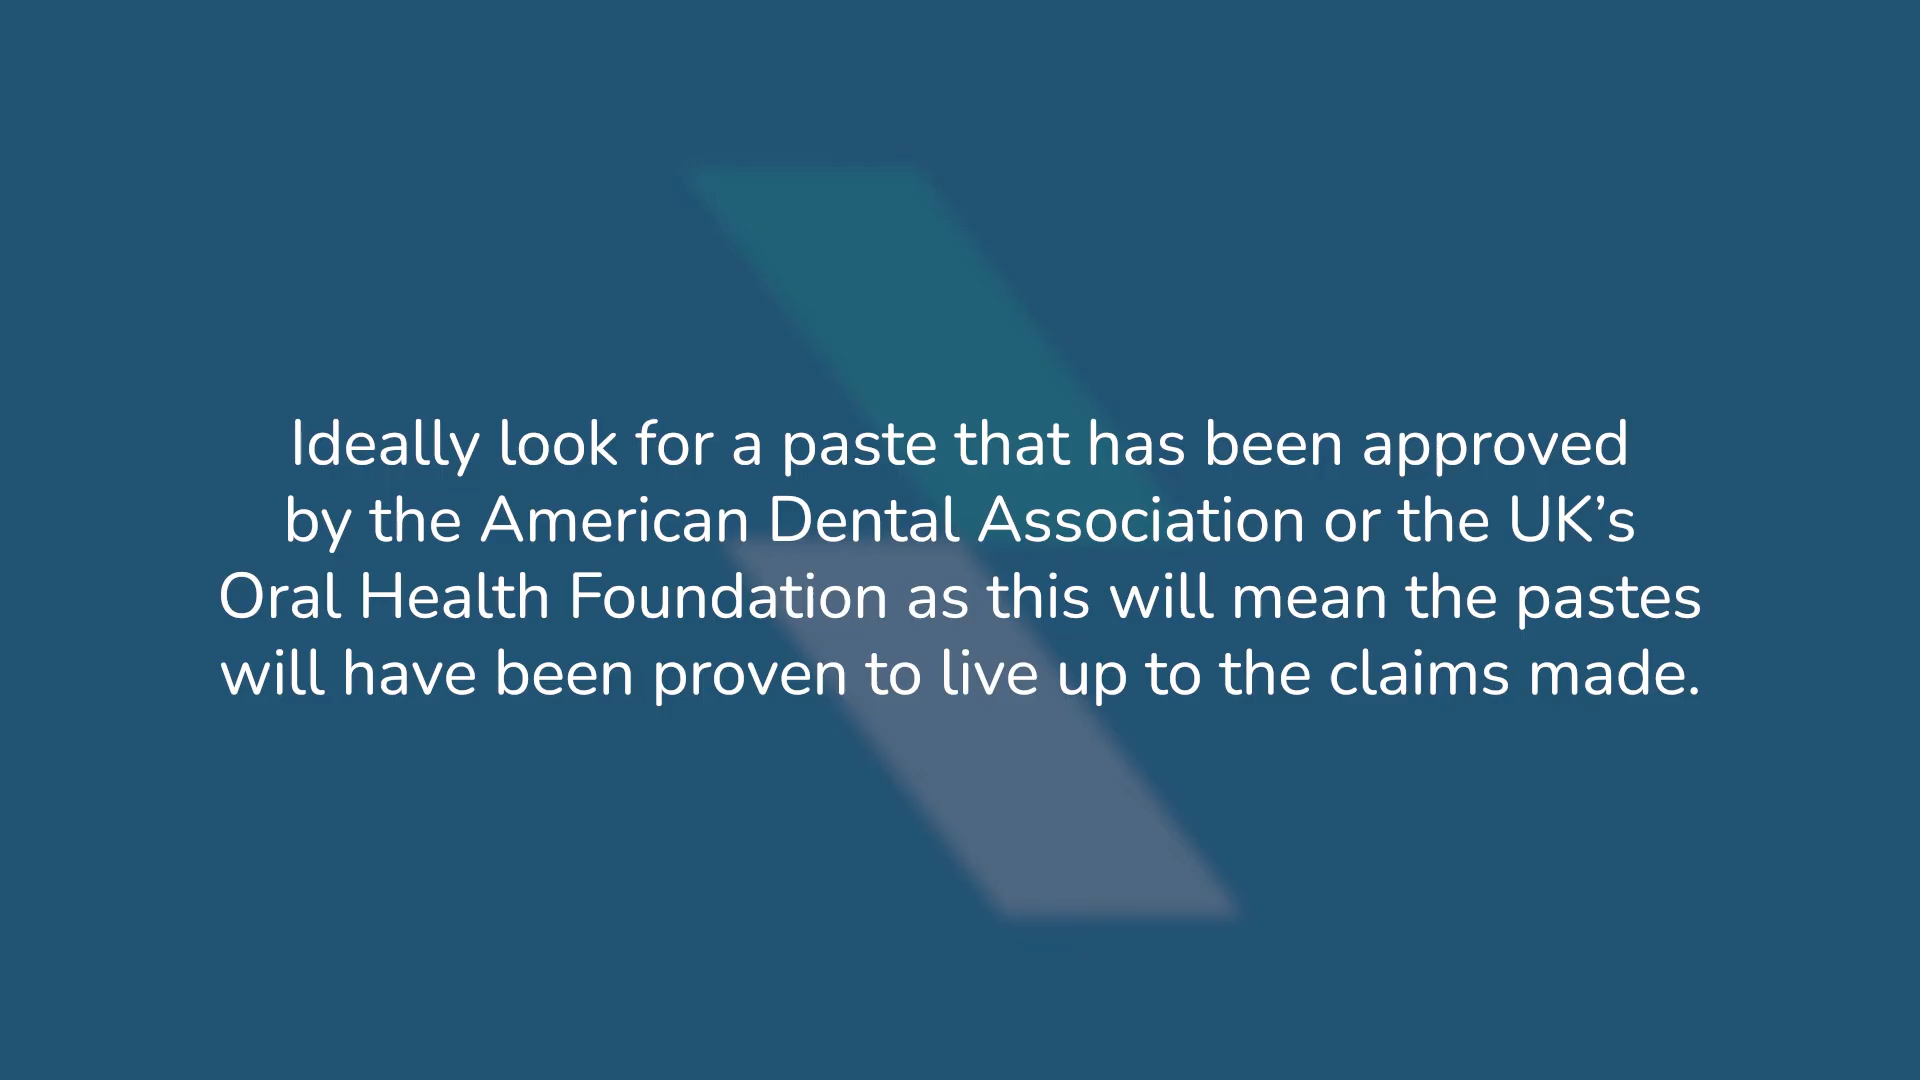 Ideally look for a paste that has been approved
by the American Dental Association or the UK’s
Oral Health Foundation as this will mean the pastes
will have been proven to live up to the claims made.